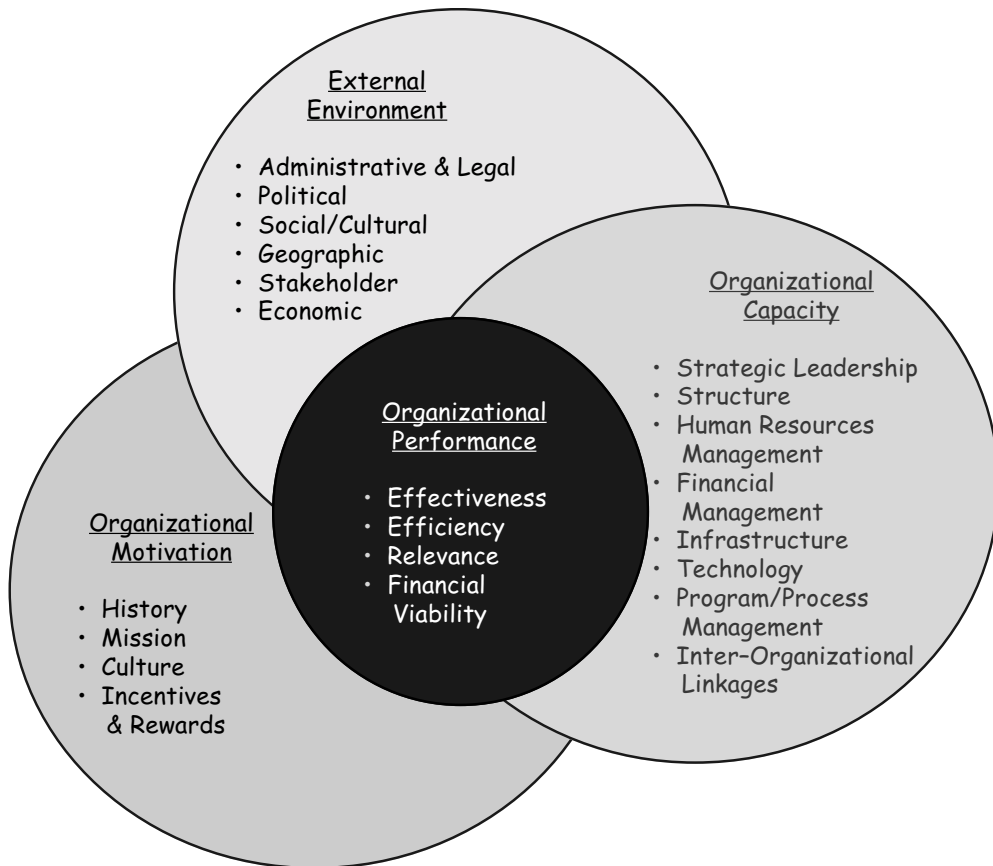 External
Environment
• Administrative & Legal
• Political
• Social/Cultural
• Geographic
• Stakeholder
• Economic
Organizational
Capacity
• Strategic Leadership
• Structure
• Human Resources
Management
• Financial
Management
• Infrastructure
• Technology
• Program/Process
Management
• Inter–Organizational
Linkages
Organizational
Performance
• Effectiveness
• Efficiency
• Relevance
• Financial
Viability
Organizational
Motivation
• History
• Mission
• Culture
• Incentives
& Rewards